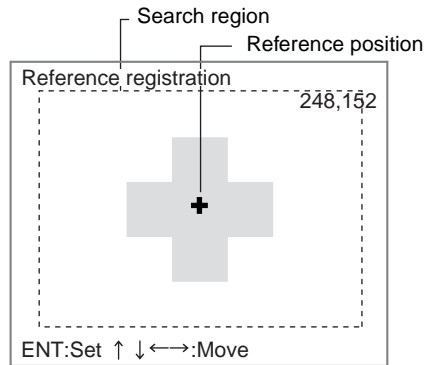 Search region
Reference position
Reference registration
248,152
ENT:Set ↑ ↓ ←→:Move